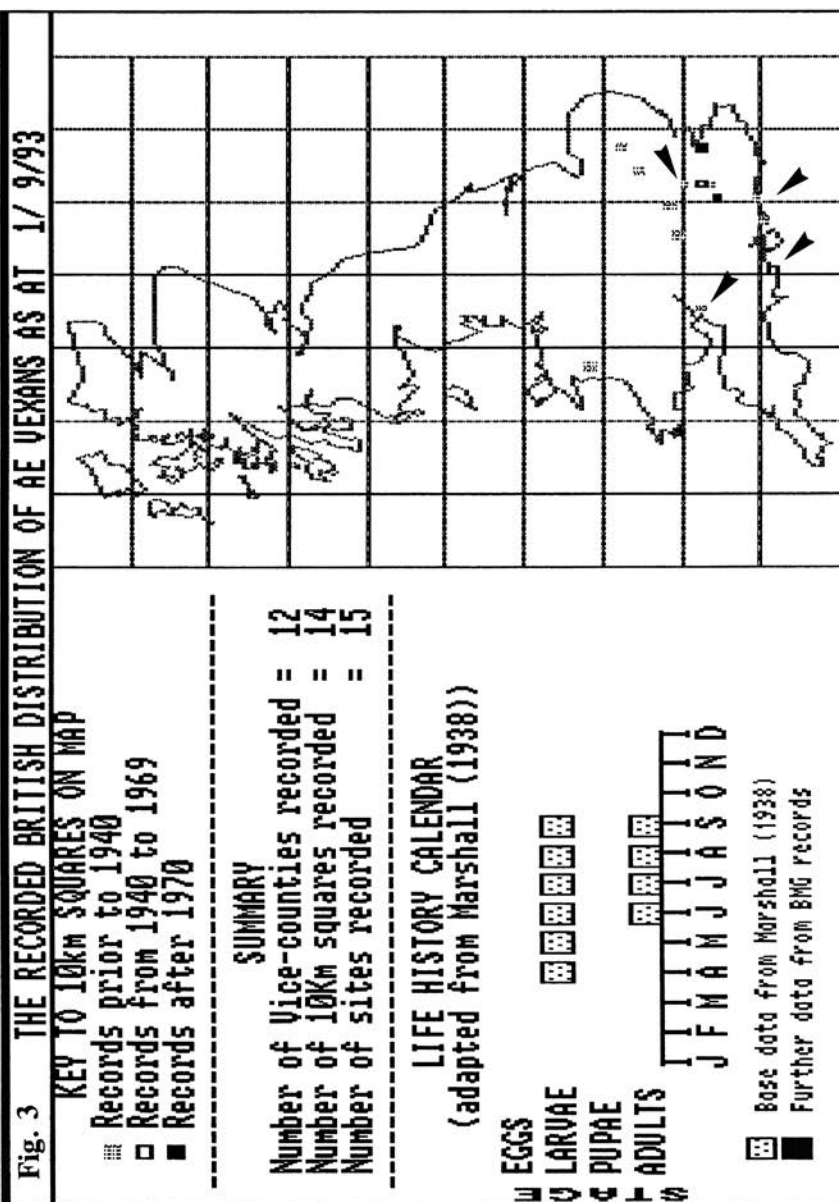 Fig. 3 THE RECORDED BRITISH DISTRIBUTION OF AE VEXANS AS AT 1/ 9/93
KEY TO 10km SQUARES ON MAP
Records prior to 1940
Records from 1940 to 1969
Records after 1970
SUMMARY
Number of Vice-counties recorded = 12
Number of 10Km squares recorded = 14
Number of sites recorded = 15
LIFE HISTORY CALENDAR
(adapted from Marshall (1938))
STAGE
EGGS
LARVAE
PUPAE
ADULTS
J F M A M J J A S O N D
Base data from Marshall (1938)
Further data from BMG records